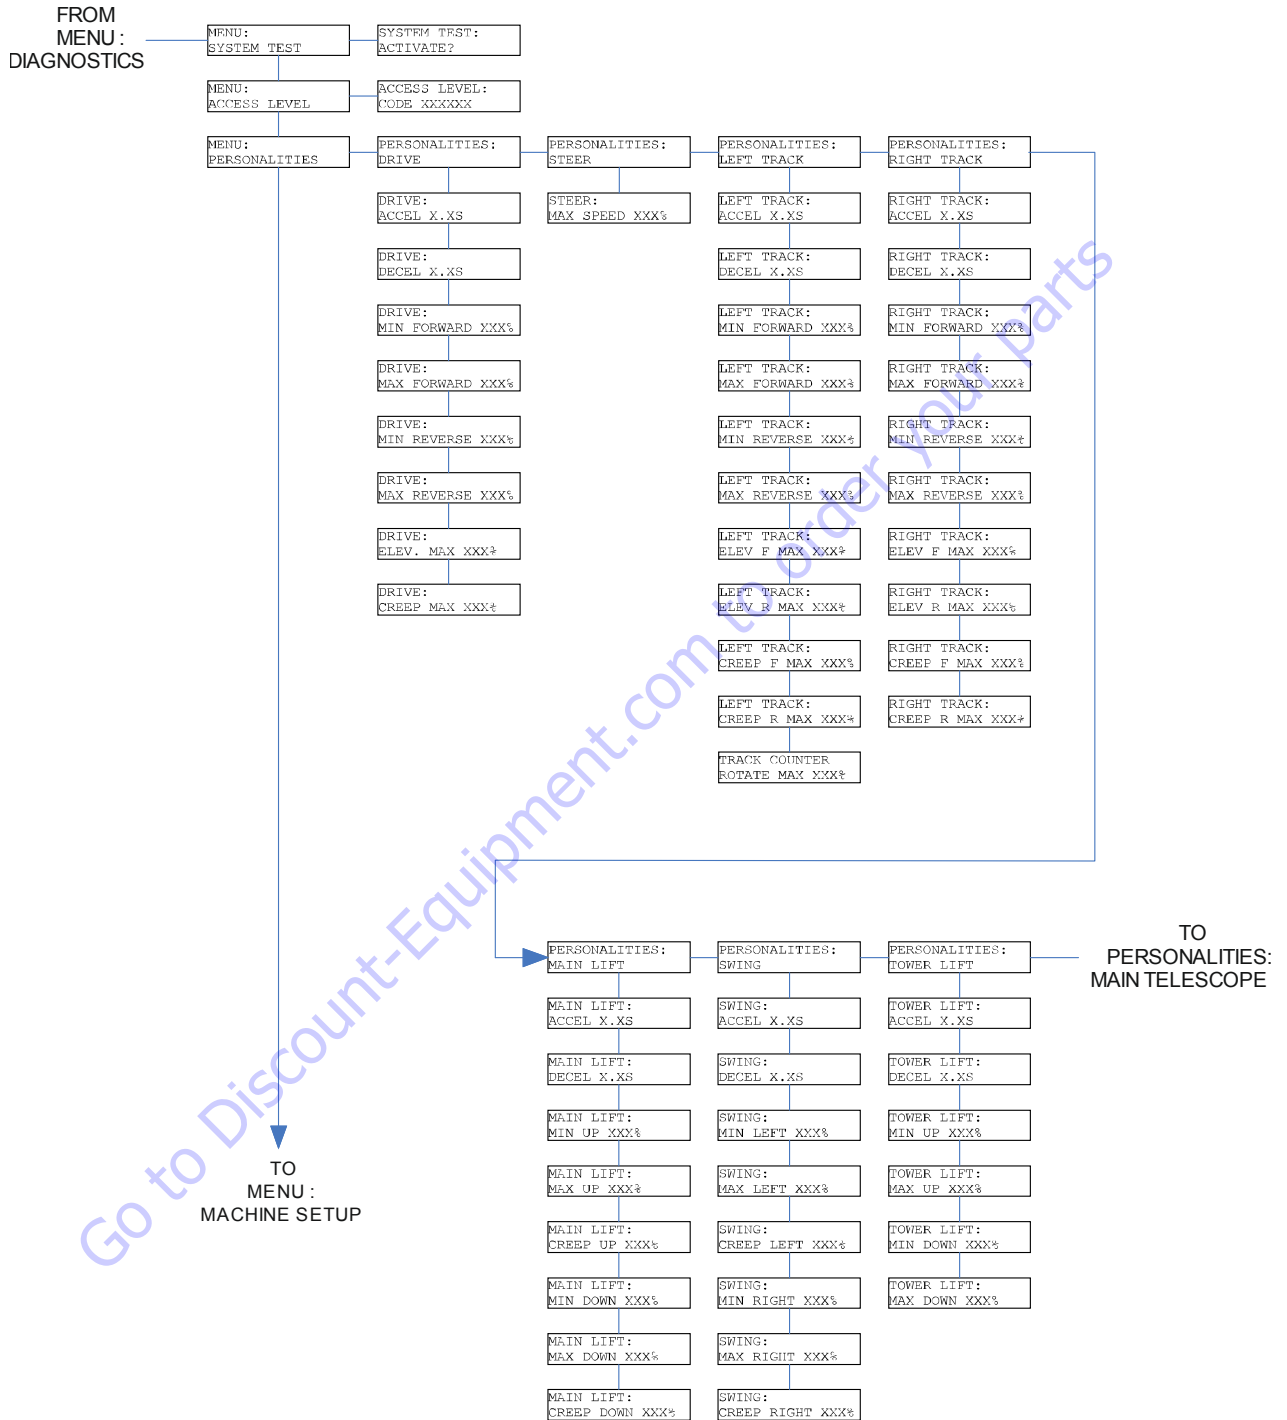 FROM
MENU :
DIAGNOSTICS
MENU:
SYSTEM TEST
SYSTEM TEST:
ACTIVATE?
MENU:
ACCESS LEVEL
ACCESS LEVEL:
CODE XXXXXX
MENU:
PERSONALITIES
PERSONALITIES:
DRIVE
DRIVE:
ACCEL X.XS
DRIVE:
DECEL X.XS
DRIVE:
MIN FORWARD XXX%
DRIVE:
MAX FORWARD XXX%
DRIVE:
MIN REVERSE XXX%
DRIVE:
MAX REVERSE XXX%
DRIVE:
ELEV. MAX XXX%
DRIVE:
CREEP MAX XXX%
PERSONALITIES:
STEER
STEER:
MAX SPEED XXX%
PERSONALITIES:
LEFT TRACK
LEFT TRACK:
ACCEL X.XS
LEFT TRACK:
DECEL X.XS
LEFT TRACK:
MIN FORWARD XXX%
LEFT TRACK:
MAX FORWARD XXX%
LEFT TRACK:
MIN REVERSE XXX%
LEFT TRACK:
MAX REVERSE XXX%
LEFT TRACK:
ELEV F MAX XXX%
LEFT TRACK:
ELEV R MAX XXX%
LEFT TRACK:
CREEP F MAX XXX%
LEFT TRACK:
CREEP R MAX XXX%
TRACK COUNTER
ROTATE MAX XXX%
PERSONALITIES:
RIGHT TRACK
RIGHT TRACK:
ACCEL X.XS
RIGHT TRACK:
DECEL X.XS
RIGHT TRACK:
MIN FORWARD XXX%
RIGHT TRACK:
MAX FORWARD XXX%
RIGHT TRACK:
MIN REVERSE XXX%
RIGHT TRACK:
MAX REVERSE XXX%
RIGHT TRACK:
ELEV F MAX XXX%
RIGHT TRACK:
ELEV R MAX XXX%
RIGHT TRACK:
CREEP F MAX XXX%
RIGHT TRACK:
CREEP R MAX XXX%
PERSONALITIES:
MAIN LIFT
MAIN LIFT:
ACCEL X.XS
MAIN LIFT:
DECEL X.XS
MAIN LIFT:
MIN UP XXX%
MAIN LIFT:
MAX UP XXX%
MAIN LIFT:
CREEP UP XXX%
MAIN LIFT:
MIN DOWN XXX%
MAIN LIFT:
MAX DOWN XXX%
MAIN LIFT:
CREEP DOWN XXX%
PERSONALITIES:
SWING
SWING:
ACCEL X.XS
SWING:
DECEL X.XS
SWING:
MIN LEFT XXX%
SWING:
MAX LEFT XXX%
SWING:
CREEP LEFT XXX%
SWING:
MIN RIGHT XXX%
SWING:
MAX RIGHT XXX%
SWING:
CREEP RIGHT XXX%
PERSONALITIES:
TOWER LIFT
TOWER LIFT:
ACCEL X.XS
TOWER LIFT:
DECEL X.XS
TOWER LIFT:
MIN UP XXX%
TOWER LIFT:
MAX UP XXX%
TOWER LIFT:
MIN DOWN XXX%
TOWER LIFT:
MAX DOWN XXX%
TO
PERSONALITIES:
MAIN TELESCOPE
TO
MENU :
MACHINE SETUP
Go to Discount-Equipment.com to order your parts